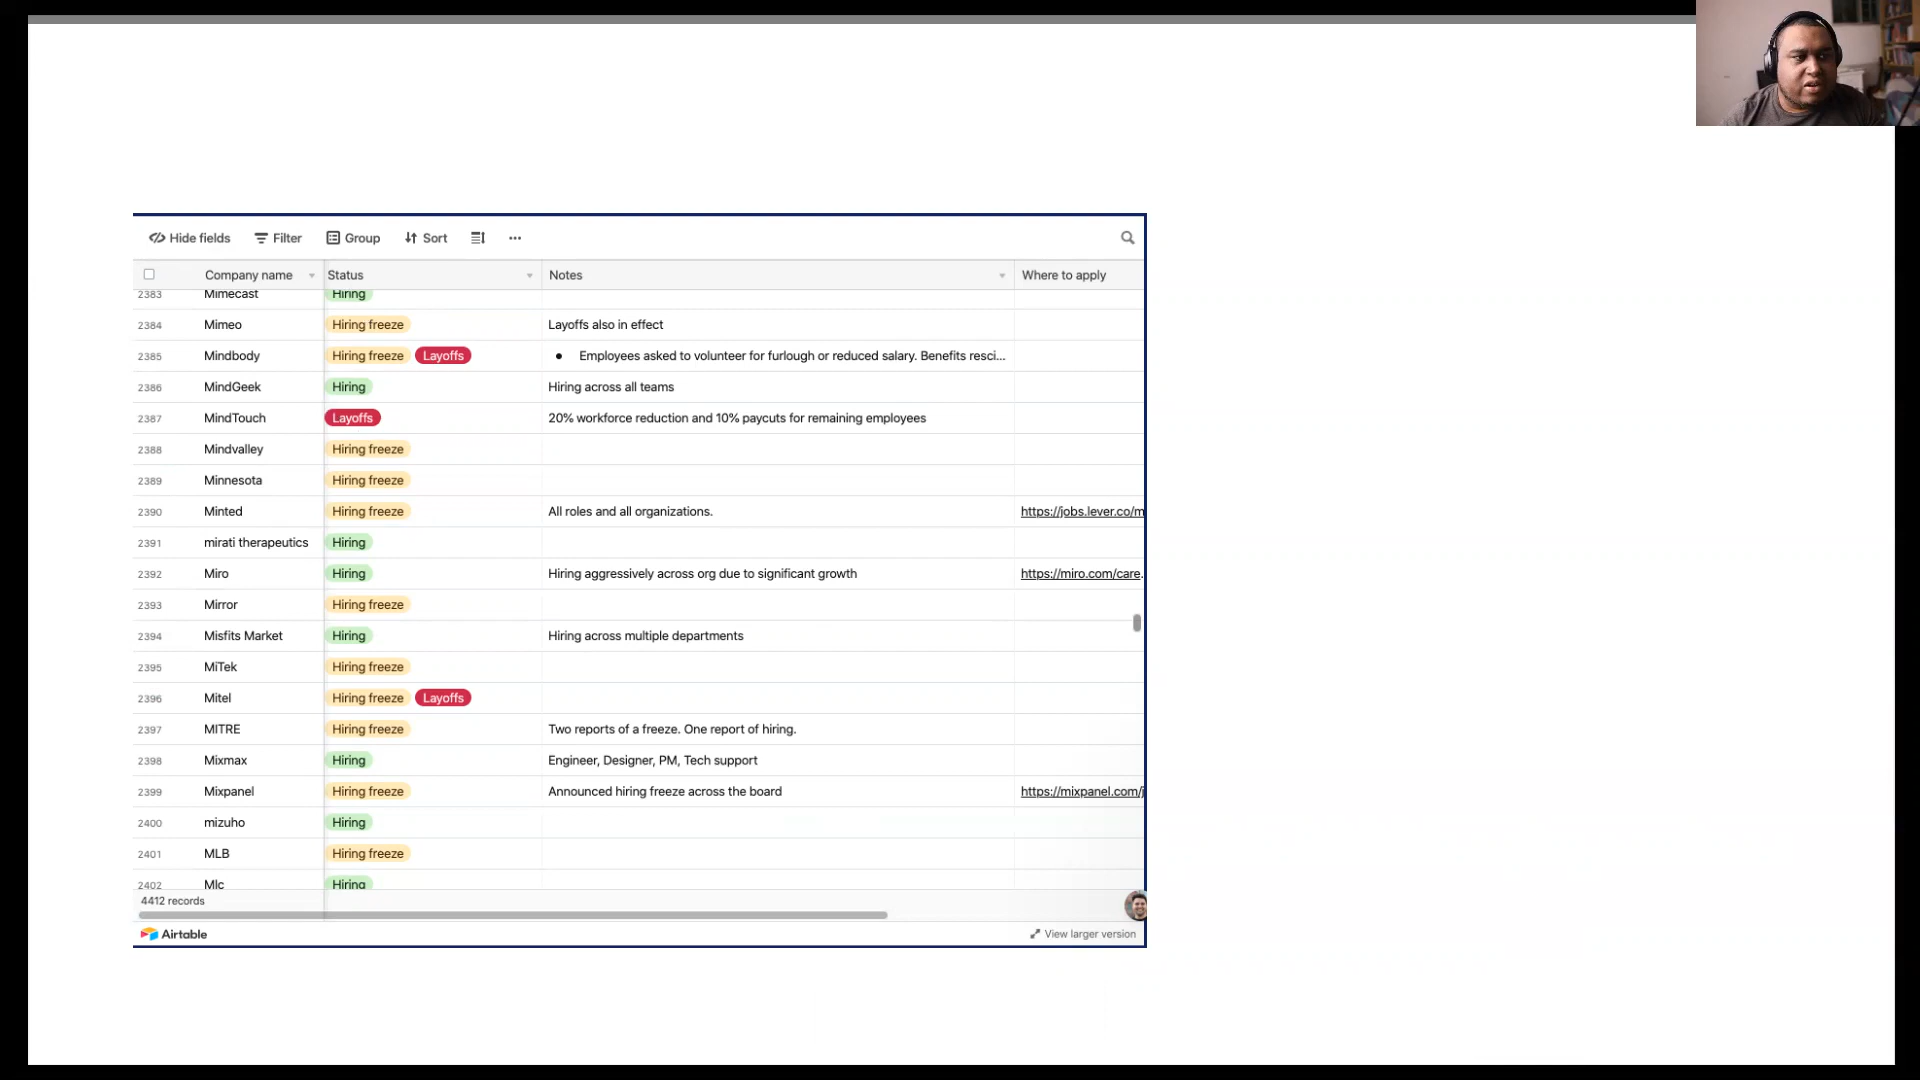 Hide fields Filter Group Sort
Company name Status Notes Where to apply
2383 Mimecast Hiring
2384 Mimeo Hiring freeze Layoffs also in effect
2385 Mindbody Hiring freeze Layoffs • Employees asked to volunteer for furlough or reduced salary. Benefits resci...
2386 MindGeek Hiring Hiring across all teams
2387 MindTouch Layoffs 20% workforce reduction and 10% paycuts for remaining employees
2388 Mindvalley Hiring freeze
2389 Minnesota Hiring freeze
2390 Minted Hiring freeze All roles and all organizations. https://jobs.lever.co/m
2391 mirati therapeutics Hiring
2392 Miro Hiring Hiring aggressively across org due to significant growth https://miro.com/care.
2393 Mirror Hiring freeze
2394 Misfits Market Hiring Hiring across multiple departments
2395 MiTek Hiring freeze
2396 Mitel Hiring freeze Layoffs
2397 MITRE Hiring freeze Two reports of a freeze. One report of hiring.
2398 Mixmax Hiring Engineer, Designer, PM, Tech support
2399 Mixpanel Hiring freeze Announced hiring freeze across the board https://mixpanel.com/j
2400 mizuho Hiring
2401 MLB Hiring freeze
2402 Mlc Hiring
4412 records
Airtable View larger version